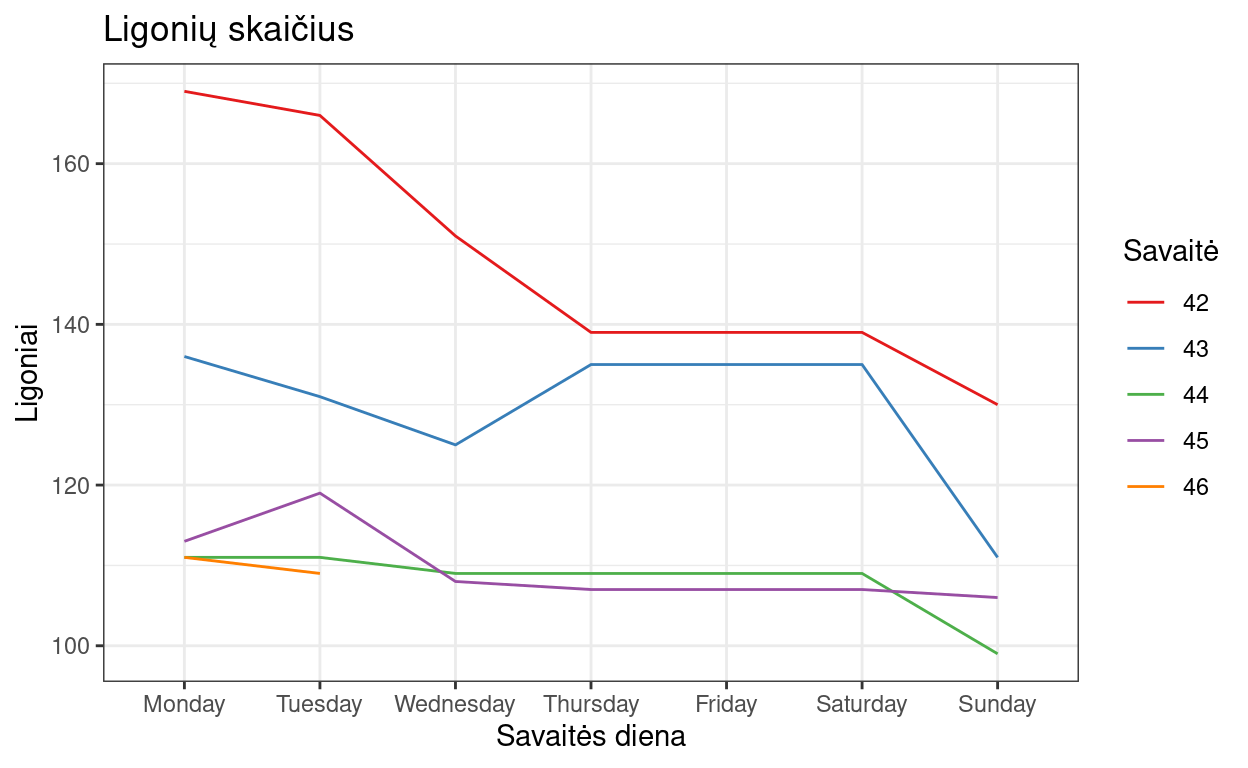 Ligonių skaičius
160
140
120
100
Ligoniai
Monday Tuesday Wednesday Thursday Friday Saturday Sunday
Savaitės diena
Savaitė
42
43
44
45
46